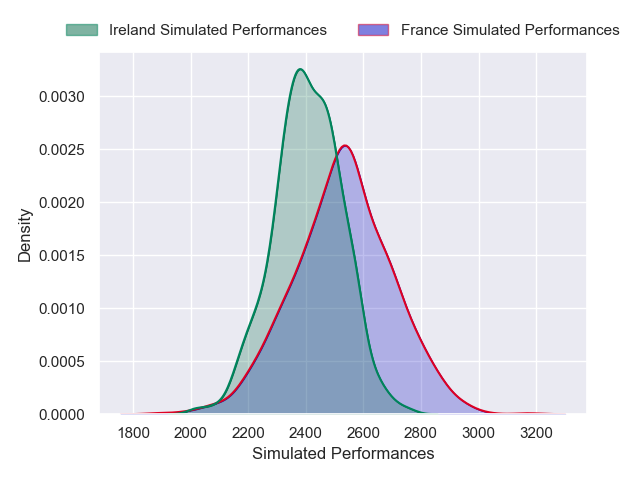 Ireland Simulated Performances France Simulated Performances
0.0030
0.0025
0.0020
0.0015
0.0010
0.0005
0.0000
Density
1800 2000 2200 2400 2600 2800 3000 3200
Simulated Performances